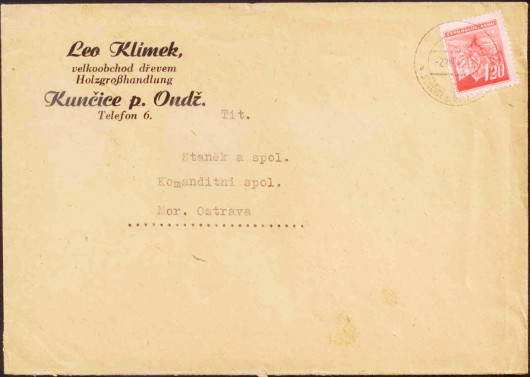 Leo Klimek,
velkoobchod dřevem
Holzgroßhandlung
Kunčice p. Ondř.
Telefon 6.
Tit.
Staněk a spol.
Komanditní spol.
Mor. Ostrava
1.20